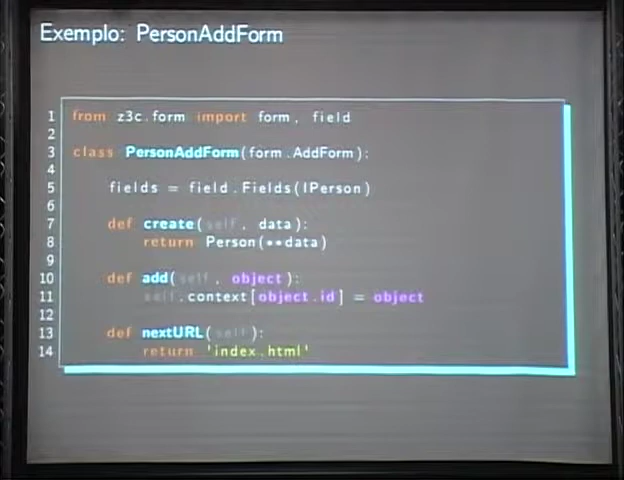 Exemplo: PersonAddForm
1 from z3c.form import form, field
2
3 class PersonAddForm(form.AddForm):
4
5 fields = field.Fields(IPerson)
6
7 def create(self, data):
8 return Person(**data)
9
10 def add(self, object):
11 self.context[object.id] = object
12
13 def nextURL(self):
14 return 'index.html'